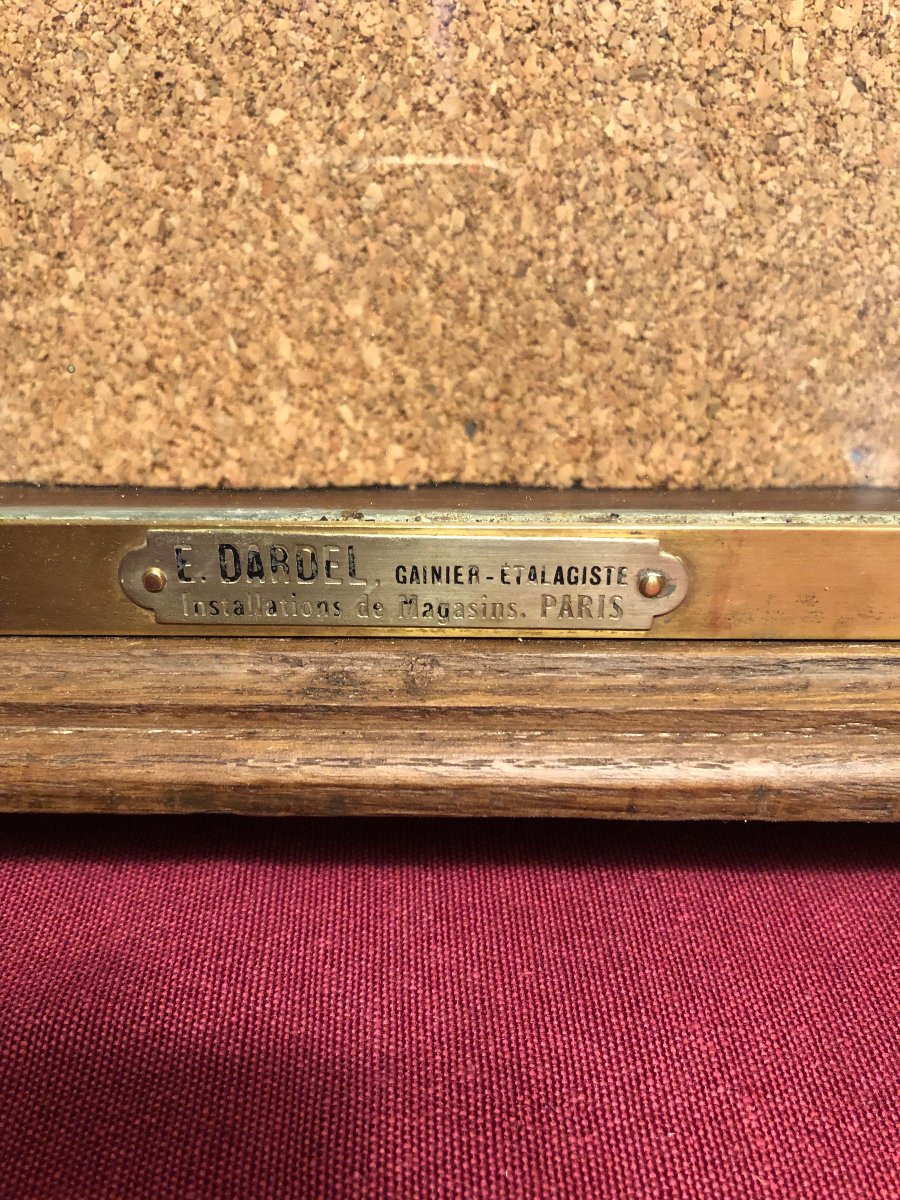 E. DARDEL, GAINIER-ÉTALAGISTE
Installations de Magasins. PARIS